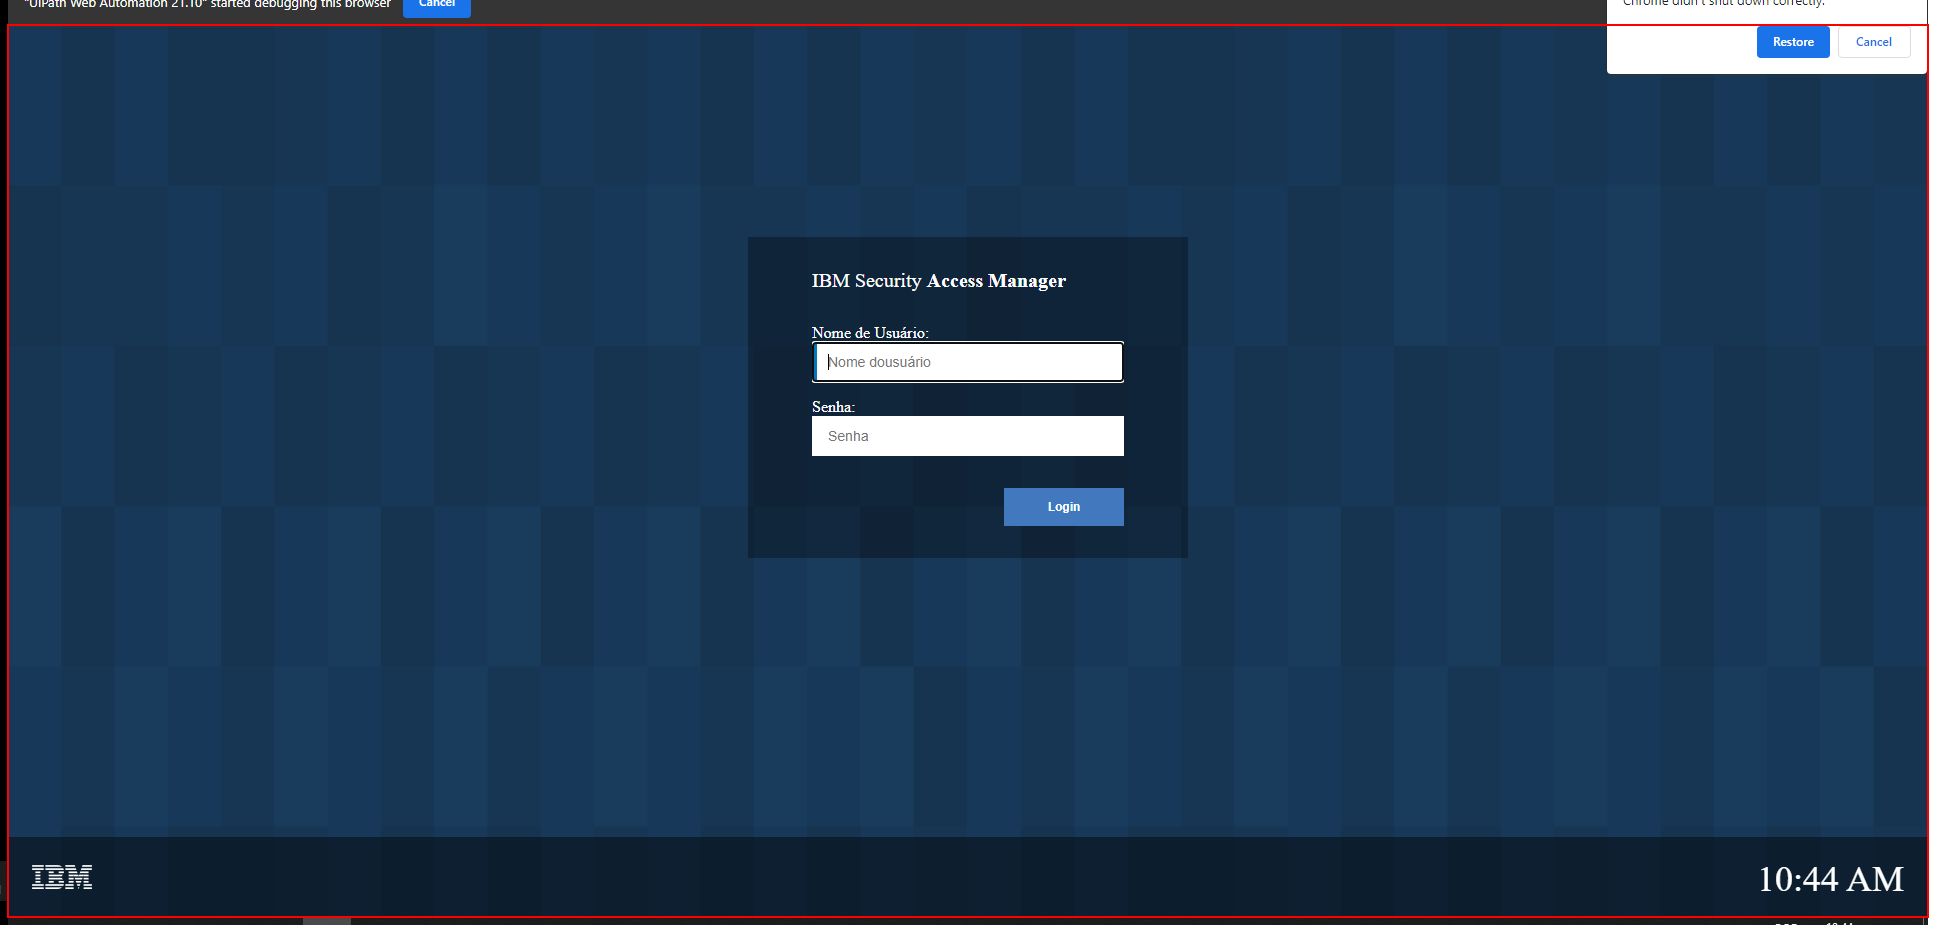 "UiPath Web Automation 21.10" started debugging this browser Cancel
Chrome didn't shut down correctly.
Restore Cancel
IBM Security Access Manager
Nome de Usuário:
Nome dousuário
Senha:
Senha
Login
IBM
10:44 AM